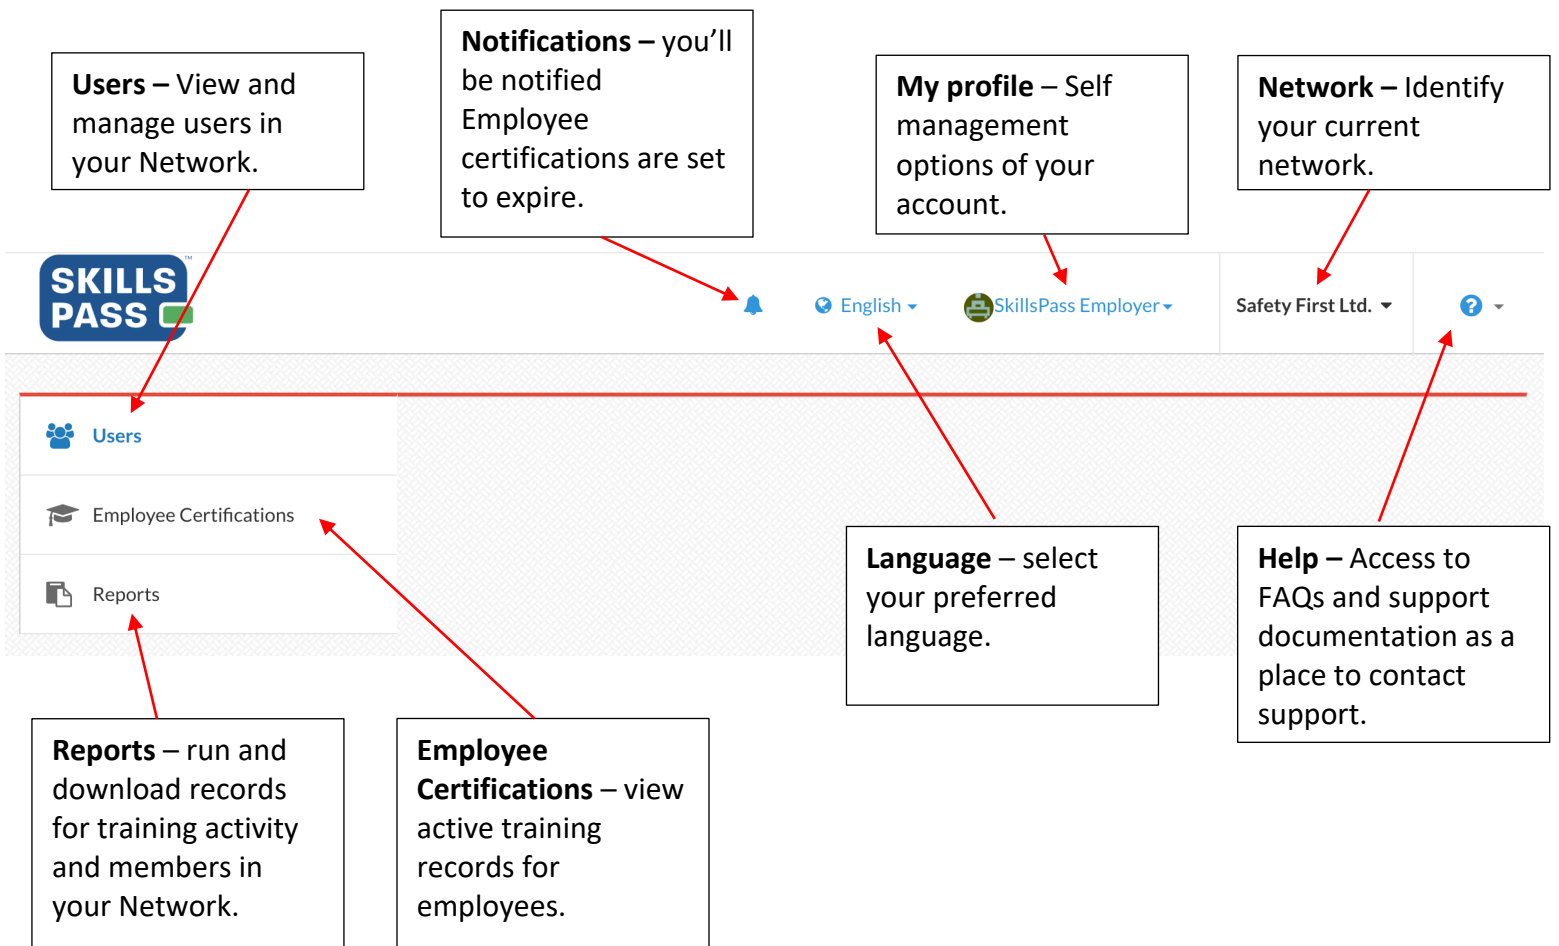 Users – View and
manage users in
your Network.
Notifications – you’ll
be notified
Employee
certifications are set
to expire.
My profile – Self
management
options of your
account.
Network – Identify
your current
network.
SKILLS
PASS
TM
English
SkillsPass Employer
Safety First Ltd.
?
Users
Employee Certifications
Reports
Language – select
your preferred
language.
Help – Access to
FAQs and support
documentation as a
place to contact
support.
Reports – run and
download records
for training activity
and members in
your Network.
Employee
Certifications – view
active training
records for
employees.